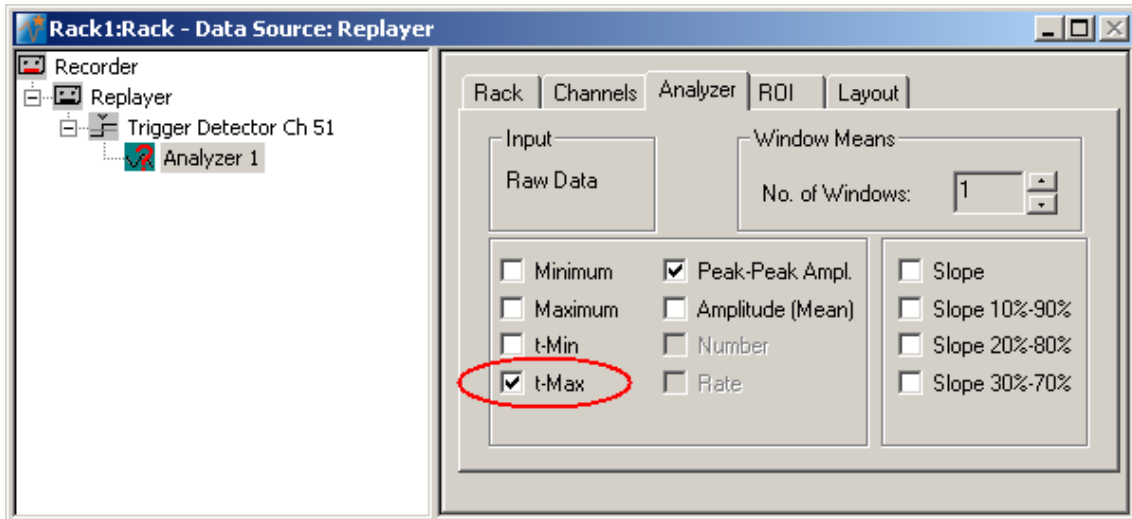 Rack1:Rack - Data Source: Replayer
Recorder
Replayer
Trigger Detector Ch 51
Analyzer 1
Rack
Channels
Analyzer
ROI
Layout
Input
Raw Data
Window Means
No. of Windows:
1
Minimum
Maximum
t-Min
t-Max
Peak-Peak Ampl.
Amplitude (Mean)
Number
Rate
Slope
Slope 10%-90%
Slope 20%-80%
Slope 30%-70%